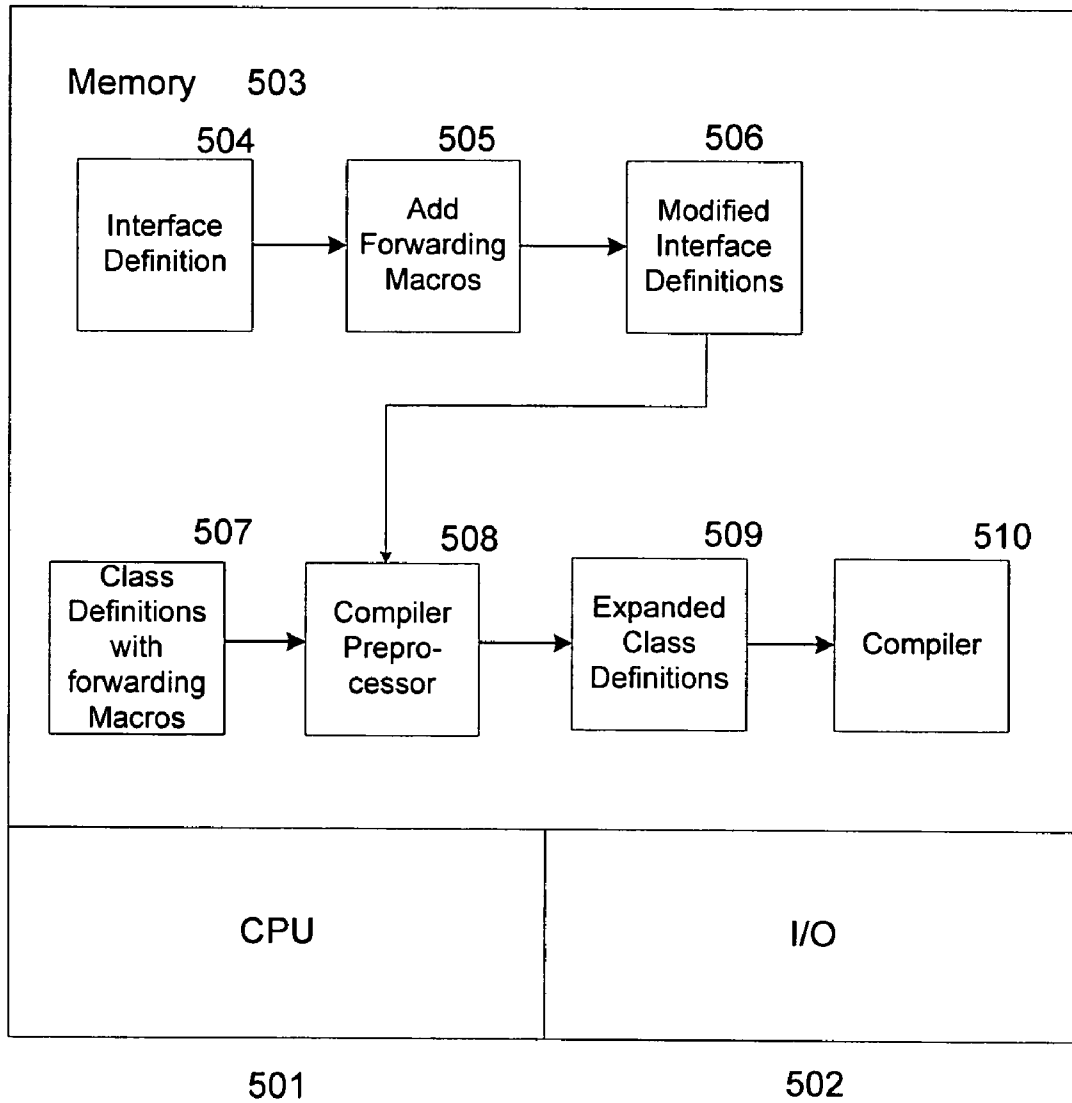 Memory 503
504
505
506
Interface
Definition
Add
Forwarding
Macros
Modified
Interface
Definitions
507
508
509
510
Class
Definitions
with
forwarding
Macros
Compiler
Prepro-
cessor
Expanded
Class
Definitions
Compiler
CPU
I/O
501
502